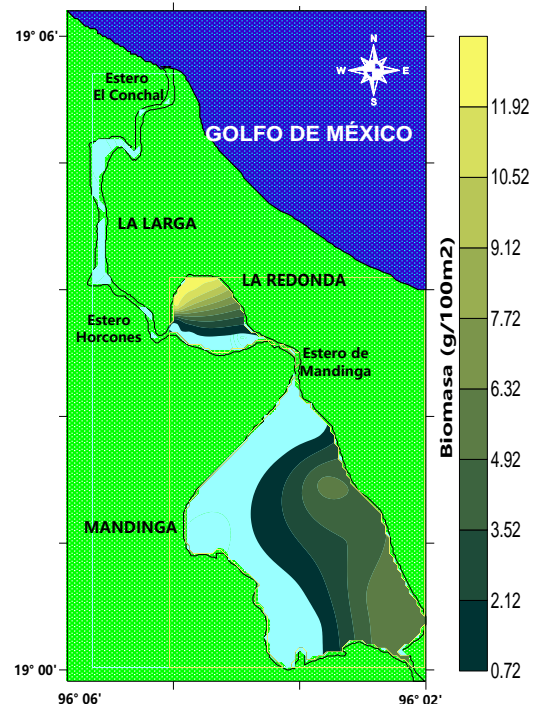 19° 06'
N
W E
S
Estero
El Conchal
GOLFO DE MÉXICO
LA LARGA
LA REDONDA
Estero
Horcones
Estero de
Mandinga
MANDINGA
19° 00'
96° 06'
96° 02'
Biomasa (g/100m2)
11.92
10.52
9.12
7.72
6.32
4.92
3.52
2.12
0.72